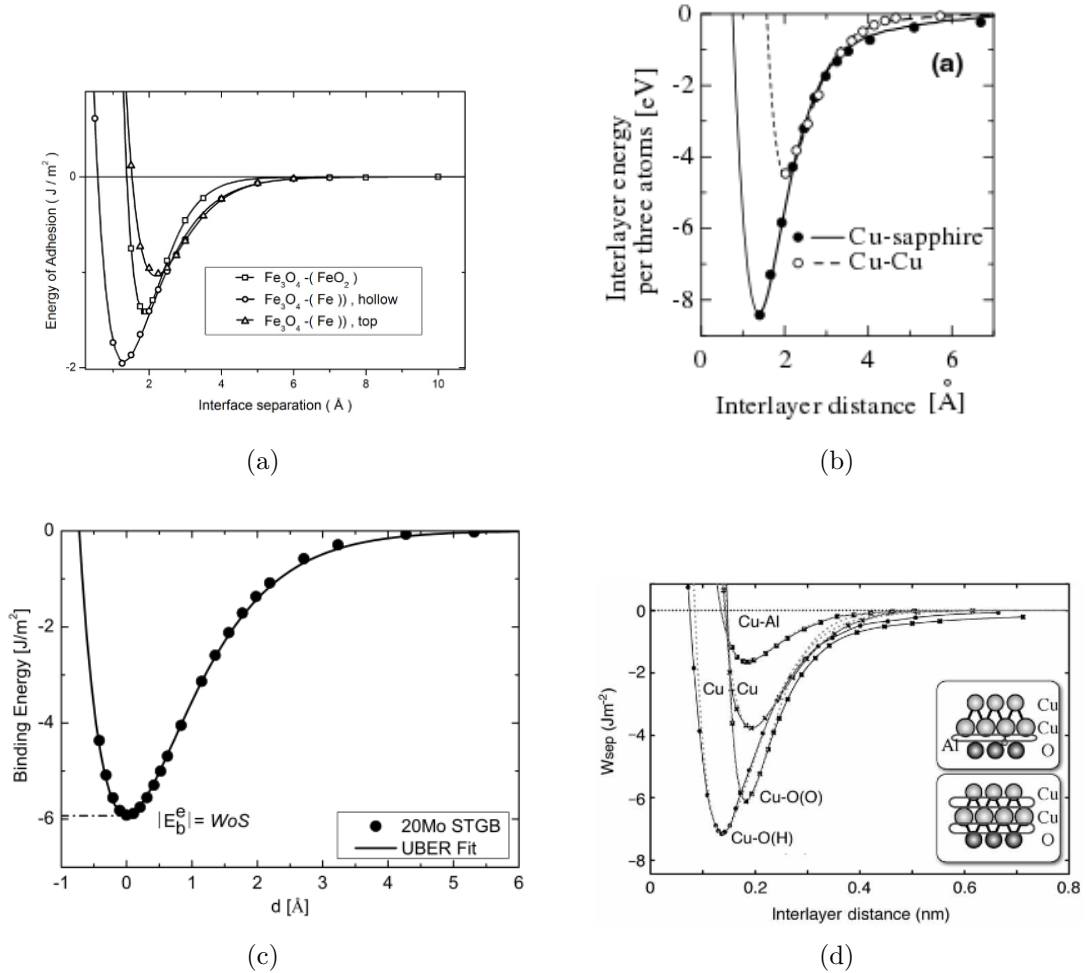 0
-2
2
4
6
8
10
Energy of Adhesion ( J / m² )
Interface separation ( Å )
Fe₃O₄ -( FeO₂ )
Fe₃O₄ -( Fe )) , hollow
Fe₃O₄ -( Fe )) , top
(a)
0
-2
-4
-6
-8
0
2
4
6
Interlayer energy
per three atoms [eV]
(a)
Cu-sapphire
Cu-Cu
Interlayer distance [Å]
(b)
0
-2
-4
-6
-1
0
1
2
3
4
5
6
Binding Energy [J/m²]
d [Å]
|E_b^e| = WoS
20Mo STGB
UBER Fit
(c)
0
-2
-4
-6
-8
0
0.2
0.4
0.6
0.8
Wsep (Jm⁻²)
Interlayer distance (nm)
Cu-Al
Cu
Cu
Cu-O(O)
Cu-O(H)
Cu
Cu
Al
O
Cu
Cu
O
(d)